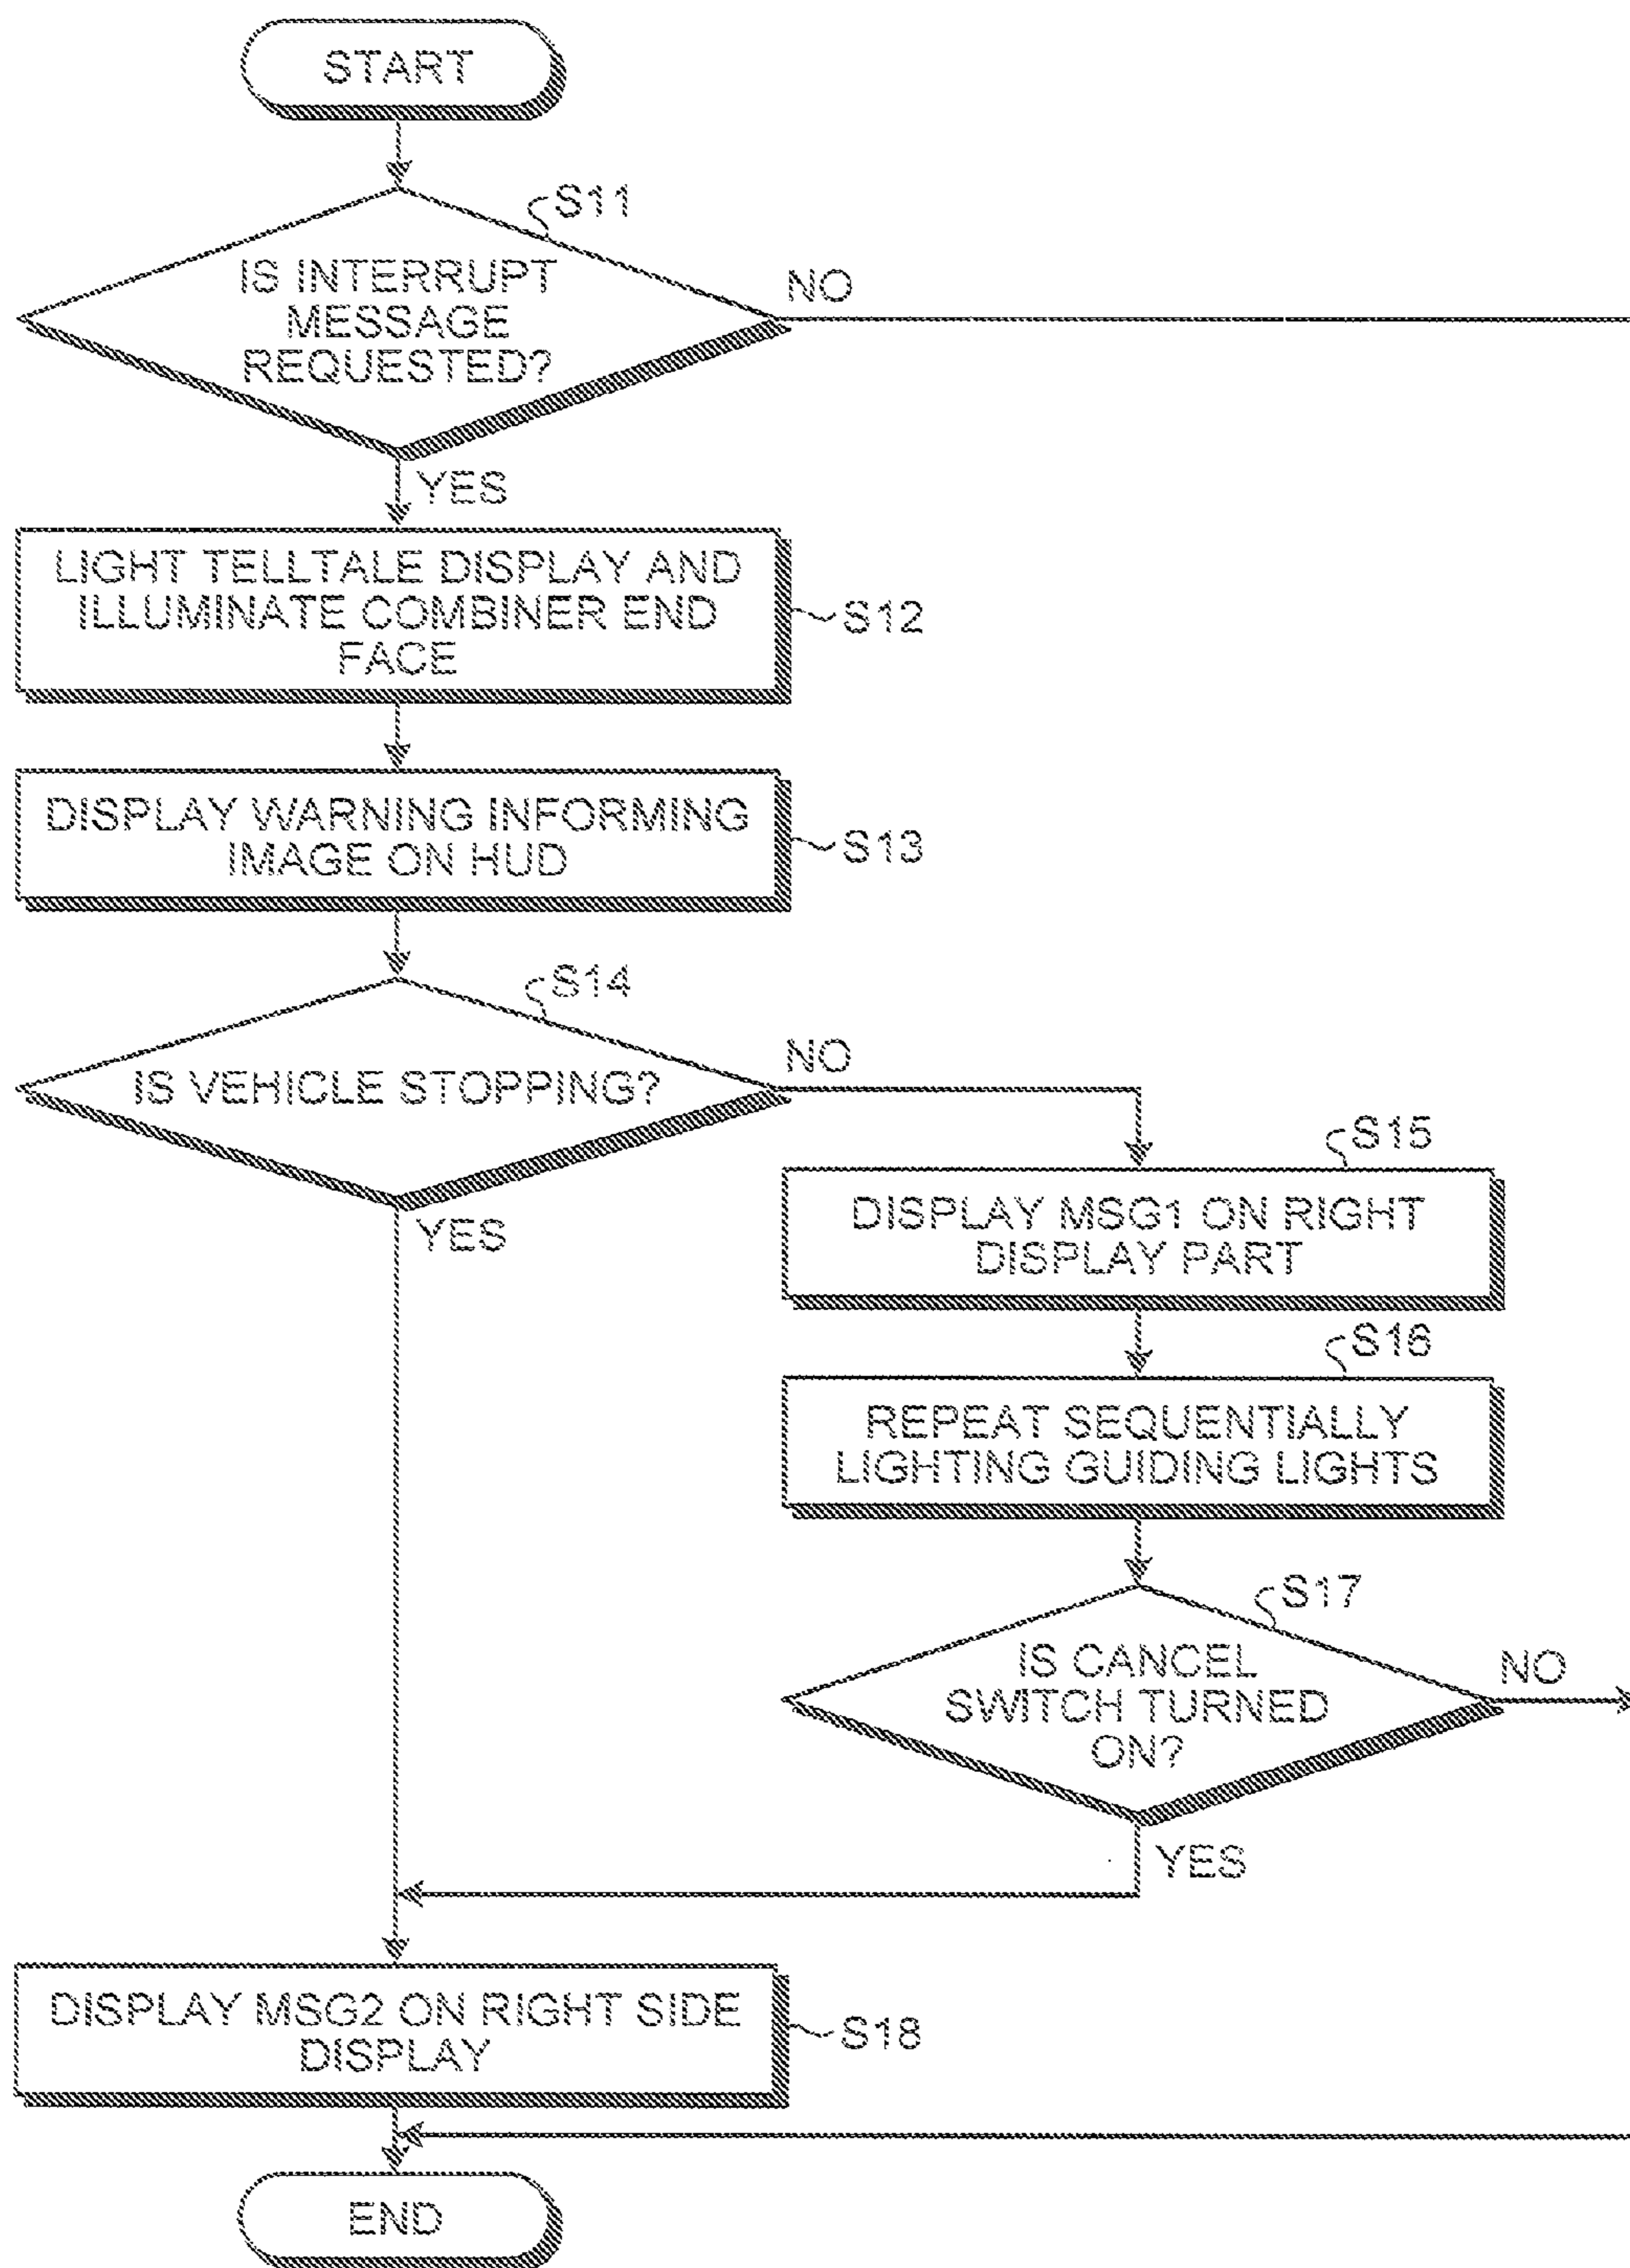 START
S11
IS INTERRUPT
MESSAGE
REQUESTED?
NO
YES
LIGHT TELLTALE DISPLAY AND
ILLUMINATE COMBINER END
FACE
S12
DISPLAY WARNING INFORMING
IMAGE ON HUD
S13
S14
IS VEHICLE STOPPING?
NO
YES
S15
DISPLAY MSG1 ON RIGHT
DISPLAY PART
S16
REPEAT SEQUENTIALLY
LIGHTING GUIDING LIGHTS
S17
IS CANCEL
SWITCH TURNED
ON?
NO
YES
DISPLAY MSG2 ON RIGHT SIDE
DISPLAY
S18
END